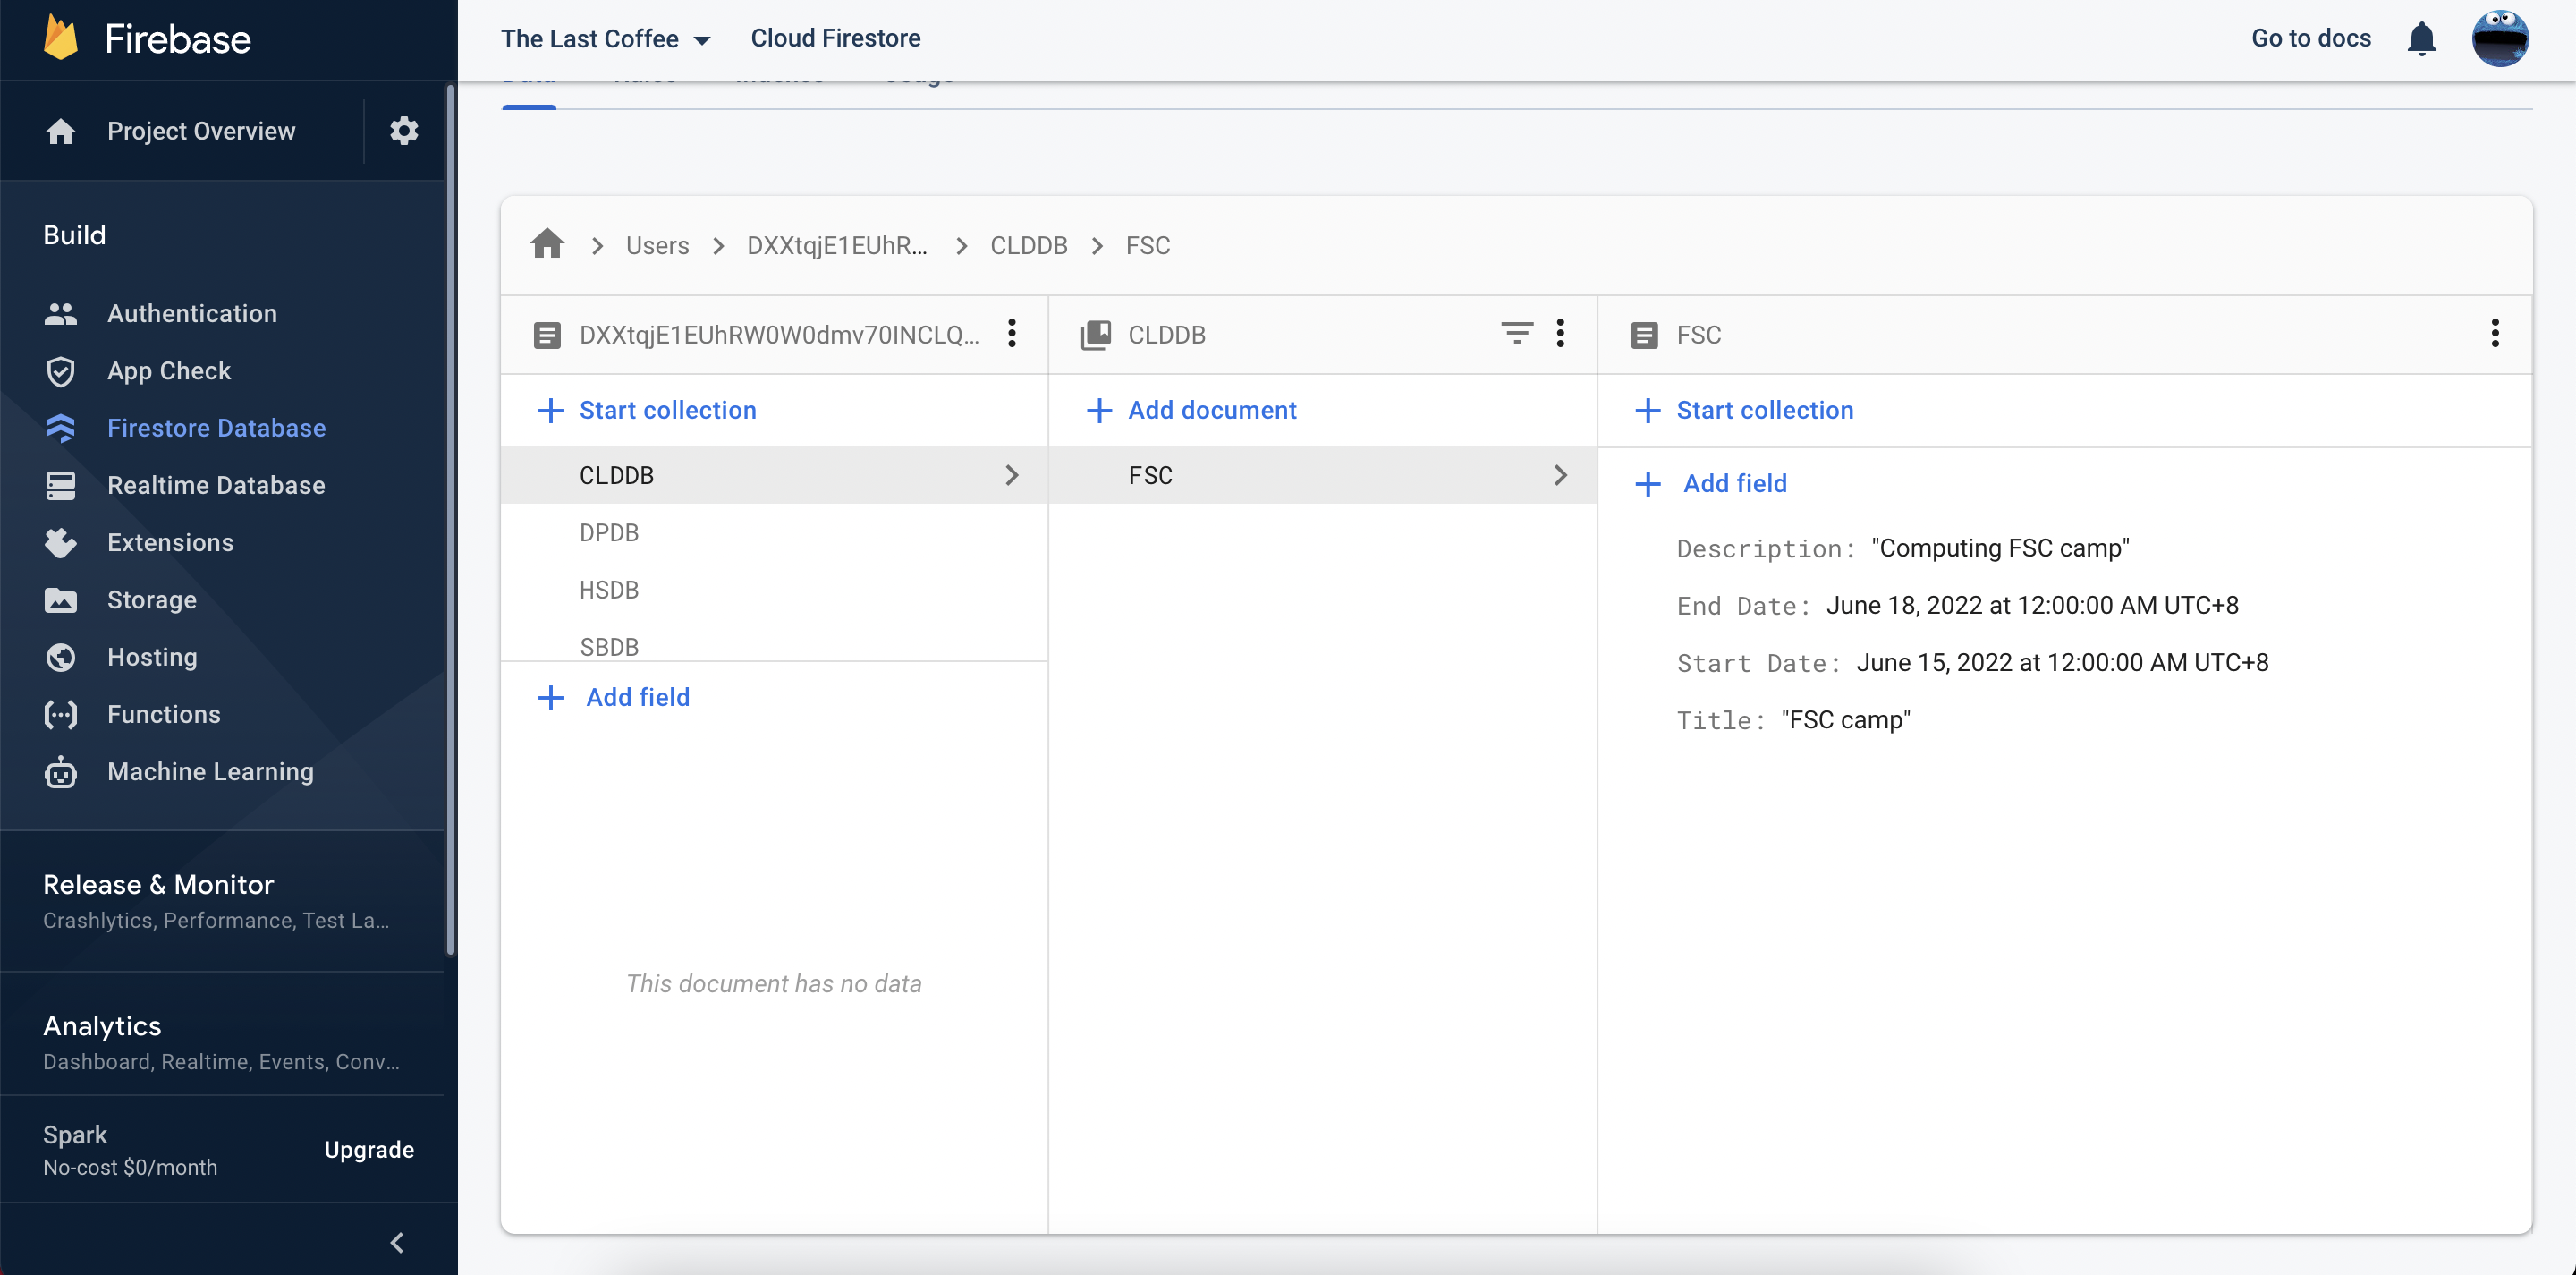 Firebase
Project Overview
Build
Authentication
App Check
Firestore Database
Realtime Database
Extensions
Storage
Hosting
Functions
Machine Learning
Release & Monitor
Crashlytics, Performance, Test La...
Analytics
Dashboard, Realtime, Events, Conv...
Spark
No-cost $0/month
Upgrade
The Last Coffee
Cloud Firestore
Go to docs
Users
DXXtqjE1EUhR...
CLDDB
FSC
DXXtqjE1EUhRW0W0dmv70INCLQ...
Start collection
CLDDB
DPDB
HSDB
SBDB
Add field
This document has no data
CLDDB
Add document
FSC
FSC
Start collection
Add field
Description: "Computing FSC camp"
End Date: June 18, 2022 at 12:00:00 AM UTC+8
Start Date: June 15, 2022 at 12:00:00 AM UTC+8
Title: "FSC camp"